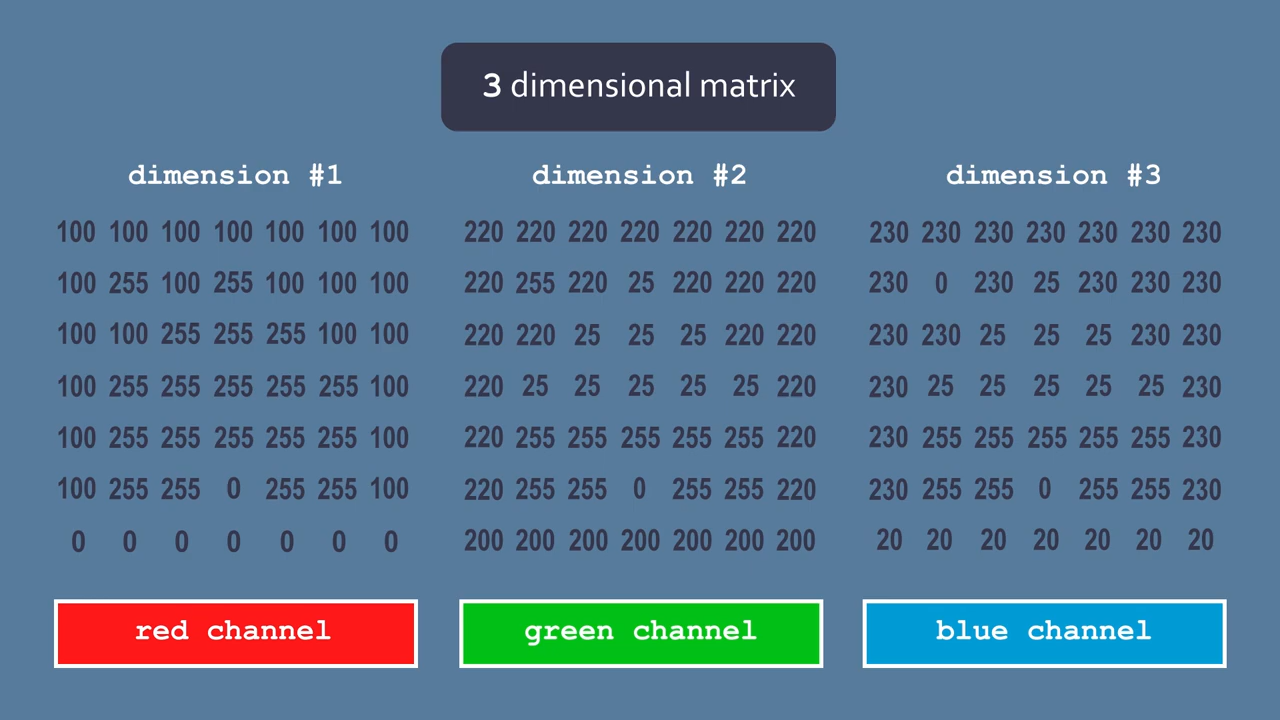 3 dimensional matrix
dimension #1
100 100 100 100 100 100 100
100 255 100 255 100 100 100
100 100 255 255 255 100 100
100 255 255 255 255 255 100
100 255 255 255 255 255 100
100 255 255 0 255 255 100
0 0 0 0 0 0 0
red channel
dimension #2
220 220 220 220 220 220 220
220 255 220 25 220 220 220
220 220 25 25 25 220 220
220 25 25 25 25 25 220
220 255 255 255 255 255 220
220 255 255 0 255 255 220
200 200 200 200 200 200 200
green channel
dimension #3
230 230 230 230 230 230 230
230 0 230 25 230 230 230
230 230 25 25 25 230 230
230 25 25 25 25 25 230
230 255 255 255 255 255 230
230 255 255 0 255 255 230
20 20 20 20 20 20 20
blue channel